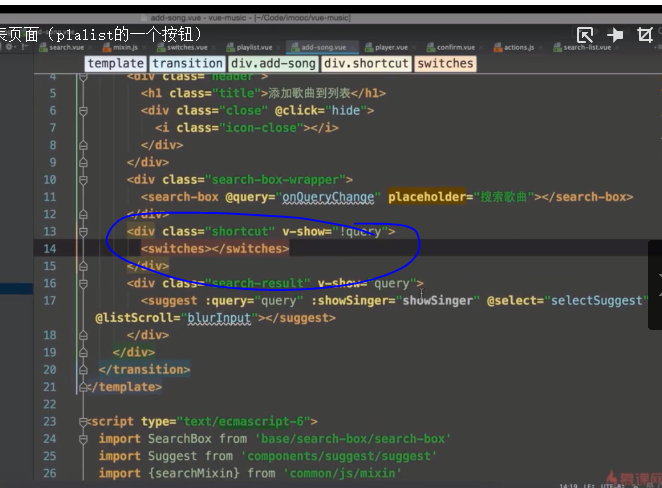 add-song.vue - vue-music - [~/Code/imooc/vue-music]
表页面（plalist的一个按钮）
search.vue mixin.js switches.vue playlist.vue add-song.vue player.vue confirm.vue actions.js search-list.vue
template transition div.add-song div.shortcut switches
4 <div class="header">
5 <h1 class="title">添加歌曲到列表</h1>
6 <div class="close" @click="hide">
7 <i class="icon-close"></i>
8 </div>
9 </div>
10 <div class="search-box-wrapper">
11 <search-box @query="onQueryChange" placeholder="搜索歌曲"></search-box>
12 </div>
13 <div class="shortcut" v-show="!query">
14 <switches></switches>
15 </div>
16 <div class="search-result" v-show="query">
17 <suggest :query="query" :showSinger="showSinger" @select="selectSuggest"
@listScroll="blurInput"></suggest>
18 </div>
19 </div>
20 </transition>
21 </template>
22
23 <script type="text/ecmascript-6">
24 import SearchBox from 'base/search-box/search-box'
25 import Suggest from 'components/suggest/suggest'
26 import {searchMixin} from 'common/js/mixin'